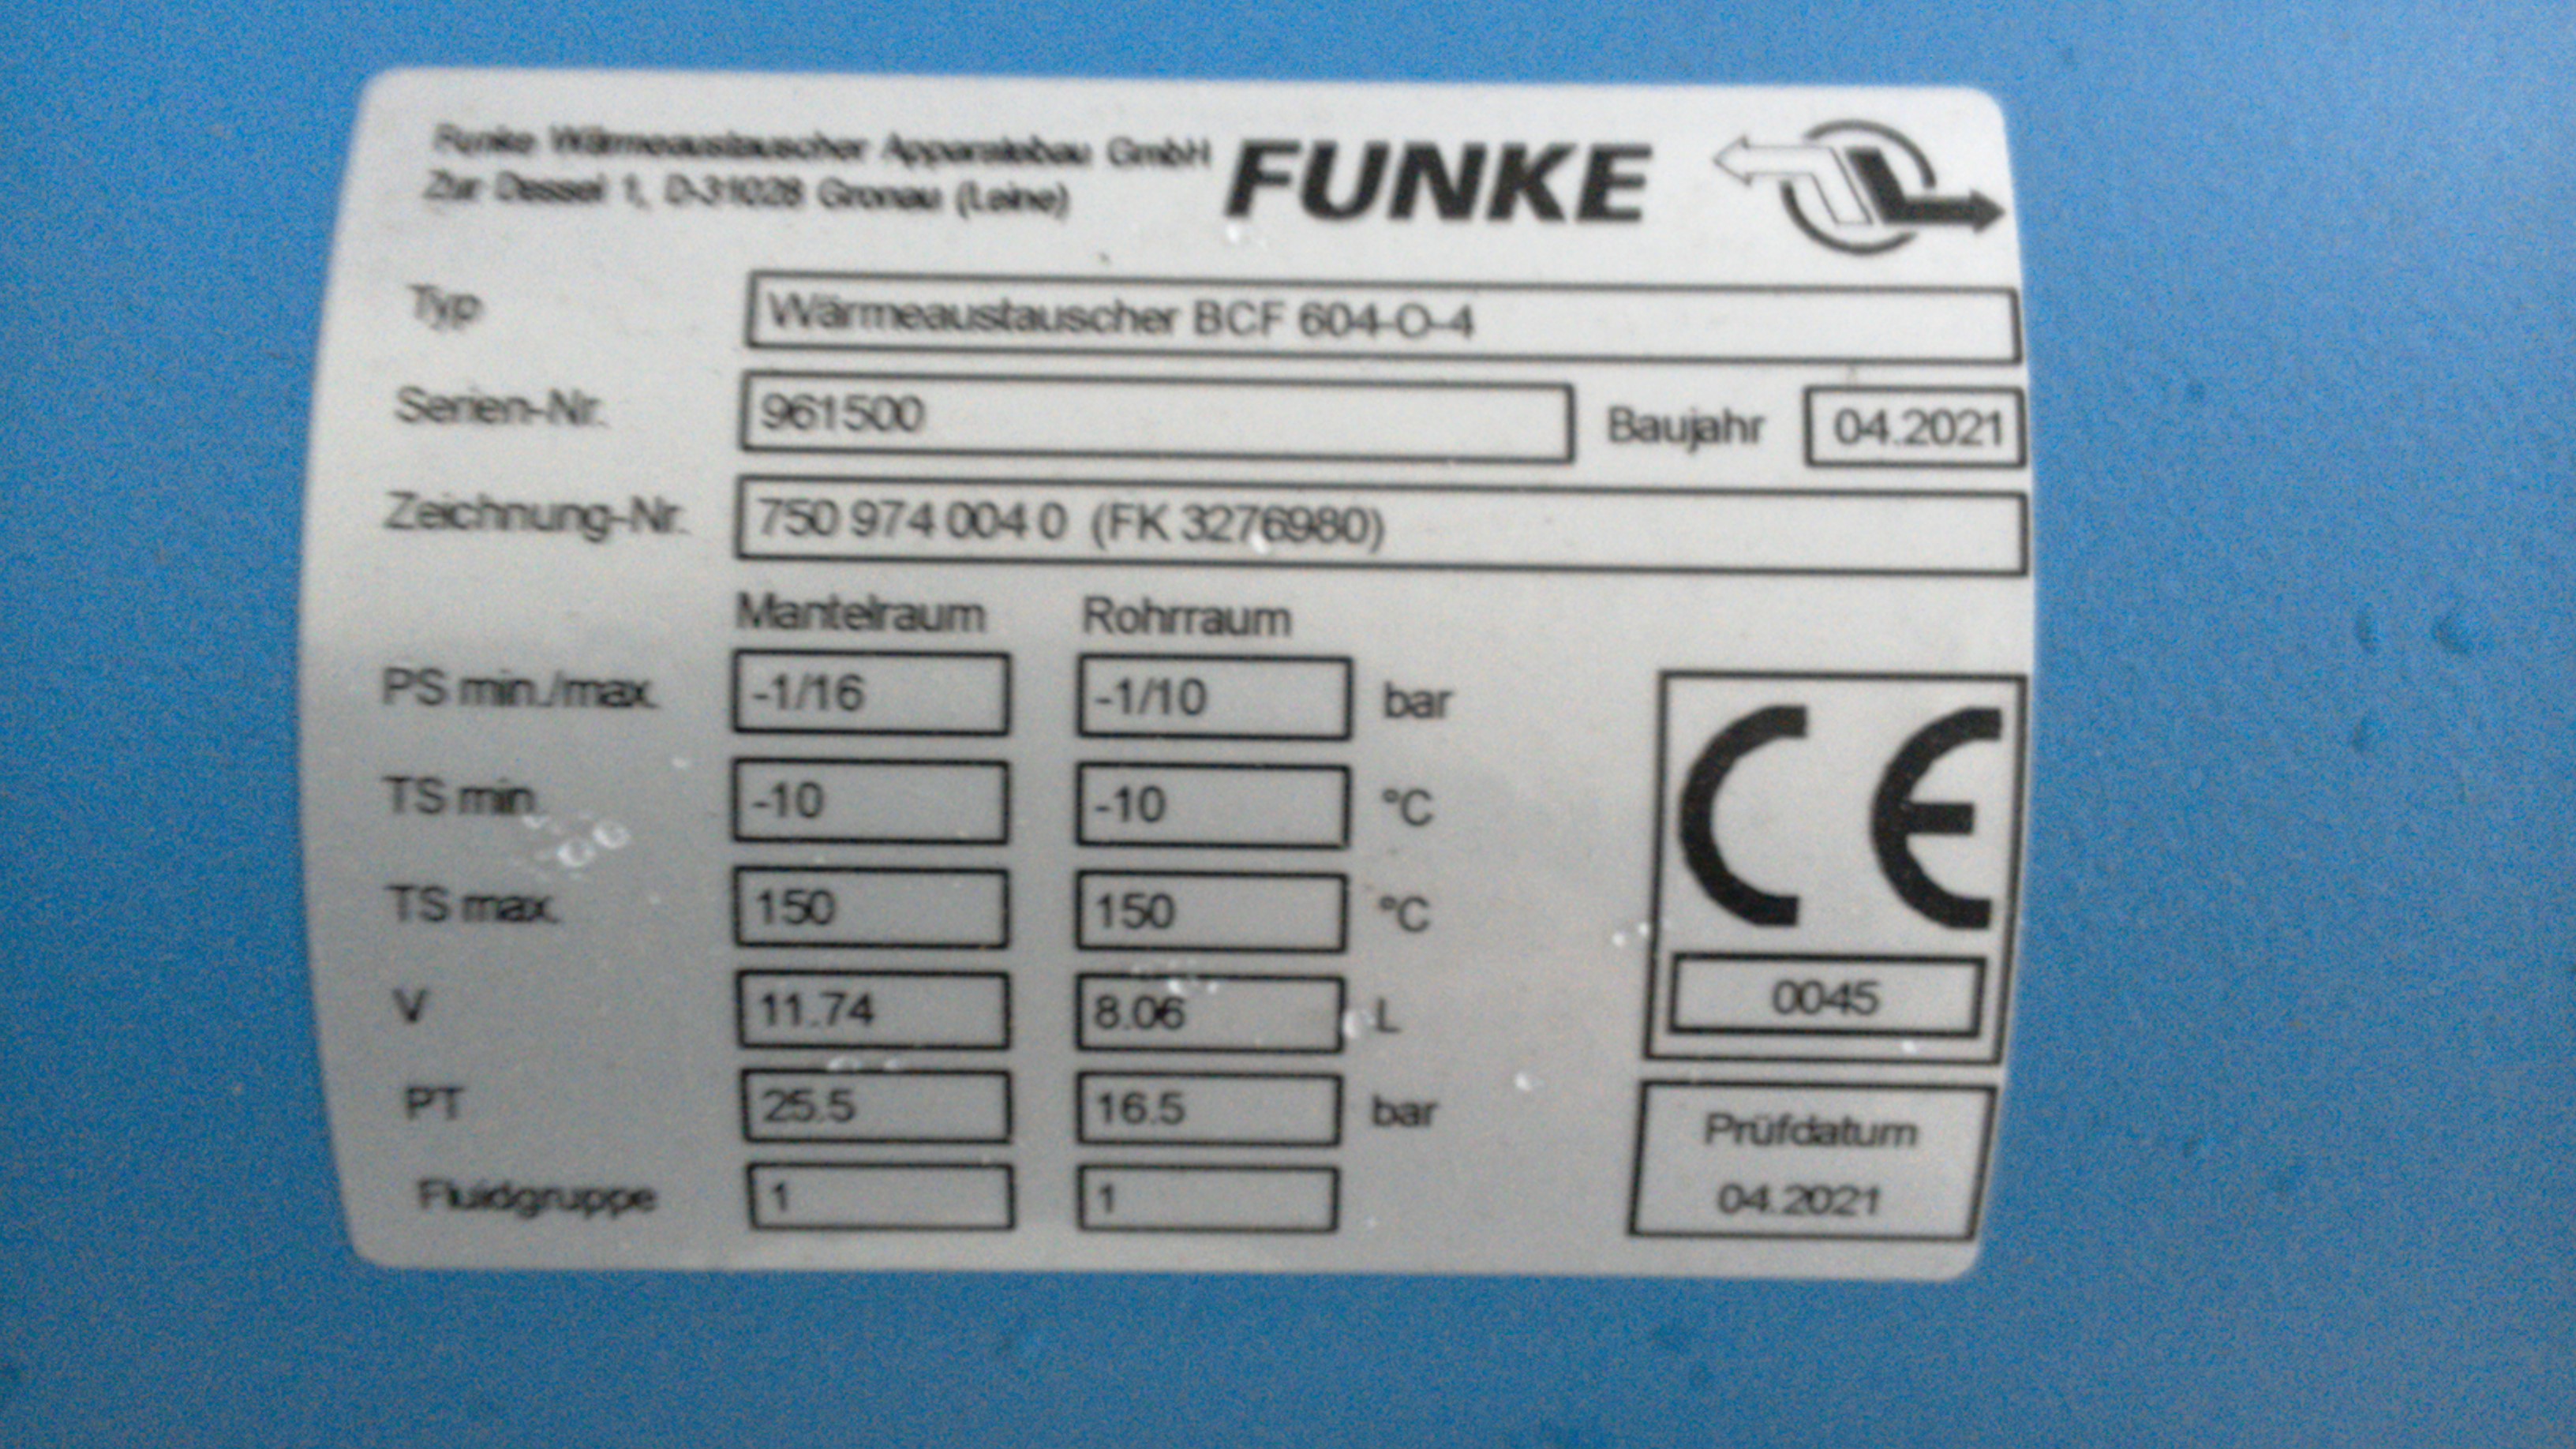 Funke Wärmeaustauscher Apparatebau GmbH
Zur Dessel 1, D-31028 Gronau (Leine)
FUNKE
Typ Wärmeaustauscher BCF 604-O-4
Serien-Nr. 961500 Baujahr 04.2021
Zeichnung-Nr. 750 974 004 0 (FK 3276980)
Mantelraum Rohrraum
PS min./max. -1/16 -1/10 bar
TS min. -10 -10 °C
TS max. 150 150 °C
V 11.74 8.06 L
PT 25.5 16.5 bar
Fluidgruppe 1 1
CE
0045
Prüfdatum
04.2021